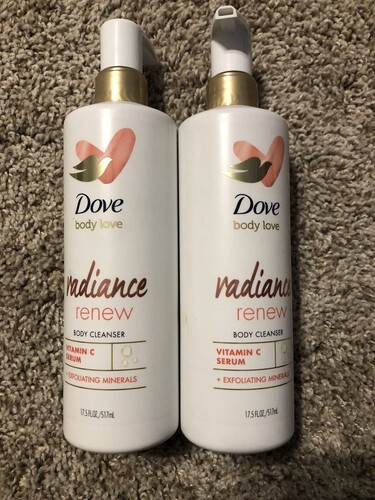 Dove
body love
radiance
renew
BODY CLEANSER
VITAMIN C
SERUM
EXFOLIATING MINERALS
17.5 FL OZ/517mL
Dove
body love
radiance
renew
BODY CLEANSER
VITAMIN C
SERUM
+ EXFOLIATING MINERALS
17.5 FL OZ/517mL